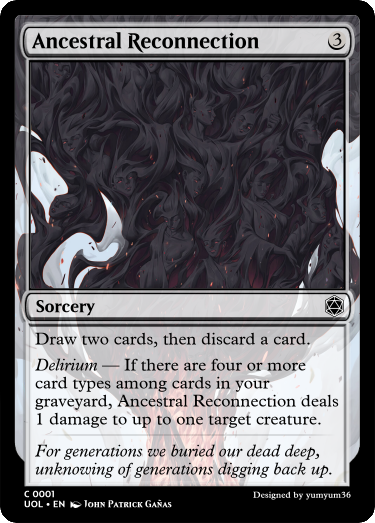 Ancestral Reconnection 3
Sorcery
Draw two cards, then discard a card.
Delirium — If there are four or more
card types among cards in your
graveyard, Ancestral Reconnection deals
1 damage to up to one target creature.
For generations we buried our dead deep,
unknowing of generations digging back up.
C 0001
UOL • EN John Patrick Gañas
Designed by yumyum36